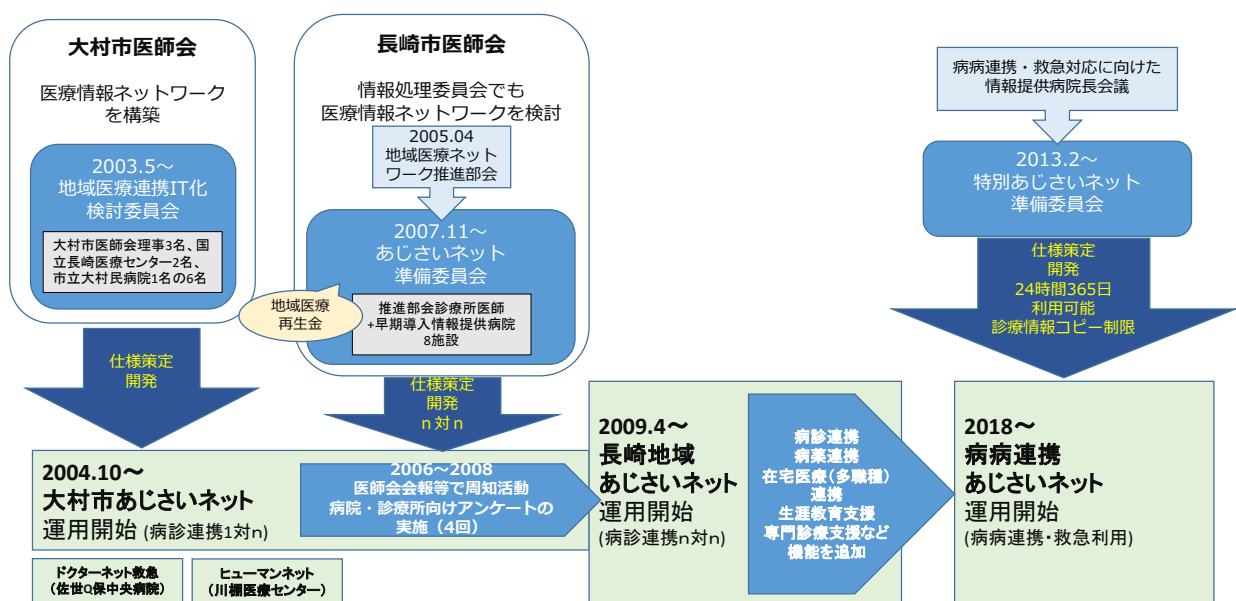 大村市医師会
医療情報ネットワーク
を構築
2003.5～
地域医療連携IT化
検討委員会
大村市医師会理事3名、国
立長崎医療センター2名、
市立大村民病院1名の6名
仕様策定
開発
長崎市医師会
情報処理委員会でも
医療情報ネットワークを検討
2005.04
地域医療ネット
ワーク推進部会
2007.11～
あじさいネット
準備委員会
推進部会診療所医師
+早期導入情報提供病院
8施設
地域医療
再生金
仕様策定
開発
ｎ対ｎ
病病連携・救急対応に向けた
情報提供病院長会議
2013.2～
特別あじさいネット
準備委員会
仕様策定
開発
24時間365日
利用可能
診療情報コピー制限
2004.10～
大村市あじさいネット
運用開始 (病診連携1対n)
2006～2008
医師会会報等で周知活動
病院・診療所向けアンケートの
実施（4回）
2009.4～
長崎地域
あじさいネット
運用開始
(病診連携n対n)
病診連携
病薬連携
在宅医療(多職種)
連携
生涯教育支援
専門診療支援など
機能を追加
2018～
病病連携
あじさいネット
運用開始
(病病連携・救急利用)
ドクターネット救急
（佐世Q保中央病院）
ヒューマンネット
（川棚医療センター）